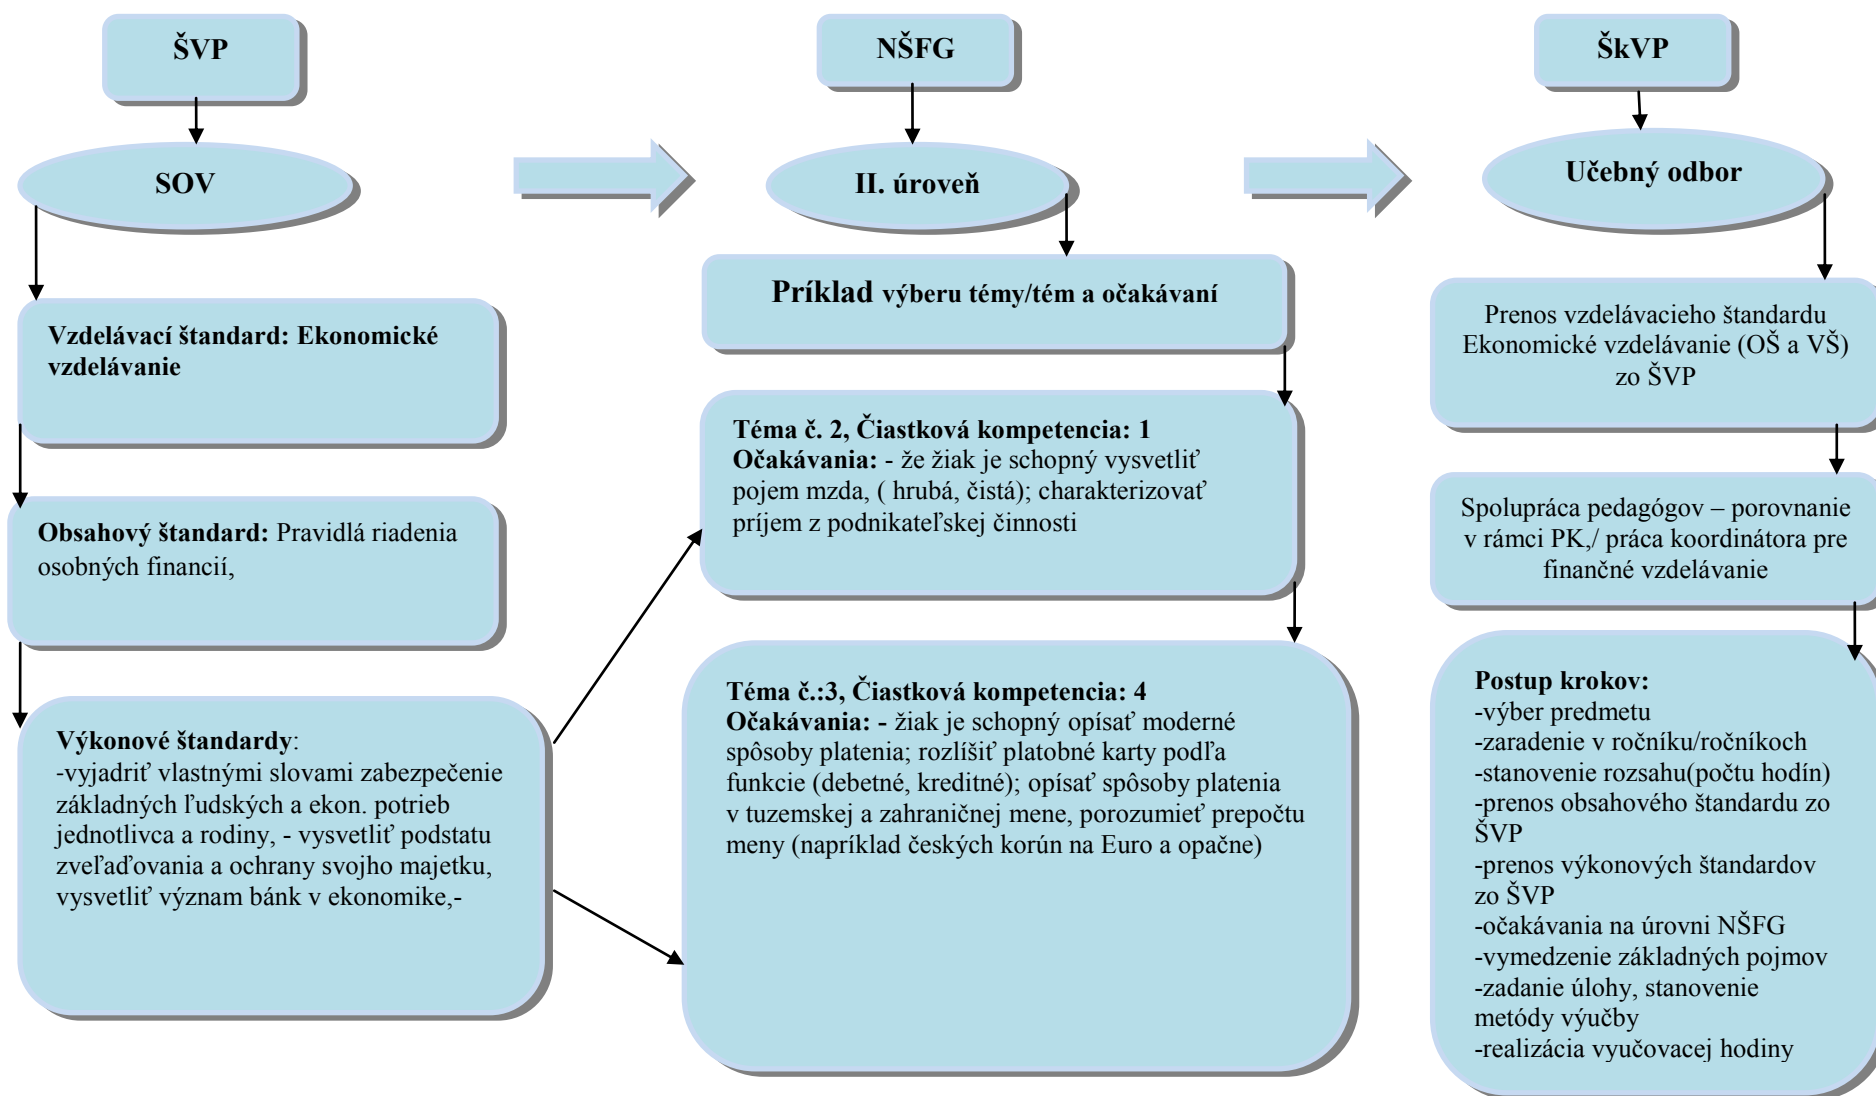 ŠVP
SOV
Vzdelávací štandard: Ekonomické
vzdelávanie
Obsahový štandard: Pravidlá riadenia
osobných financií,
Výkonové štandardy:
-vyjadriť vlastnými slovami zabezpečenie
základných ľudských a ekon. potrieb
jednotlivca a rodiny, - vysvetliť podstatu
zveľaďovania a ochrany svojho majetku,
vysvetliť význam bánk v ekonomike,-
NŠFG
II. úroveň
Príklad výberu témy/tém a očakávaní
Téma č. 2, Čiastková kompetencia: 1
Očakávania: - že žiak je schopný vysvetliť
pojem mzda, ( hrubá, čistá); charakterizovať
príjem z podnikateľskej činnosti
Téma č.:3, Čiastková kompetencia: 4
Očakávania: - žiak je schopný opísať moderné
spôsoby platenia; rozlíšiť platobné karty podľa
funkcie (debetné, kreditné); opísať spôsoby platenia
v tuzemskej a zahraničnej mene, porozumieť prepočtu
meny (napríklad českých korún na Euro a opačne)
ŠkVP
Učebný odbor
Prenos vzdelávacieho štandardu
Ekonomické vzdelávanie (OŠ a VŠ)
zo ŠVP
Spolupráca pedagógov – porovnanie
v rámci PK,/ práca koordinátora pre
finančné vzdelávanie
Postup krokov:
-výber predmetu
-zaradenie v ročníku/ročníkoch
-stanovenie rozsahu(počtu hodín)
-prenos obsahového štandardu zo
ŠVP
-prenos výkonových štandardov
zo ŠVP
-očakávania na úrovni NŠFG
-vymedzenie základných pojmov
-zadanie úlohy, stanovenie
metódy výučby
-realizácia vyučovacej hodiny